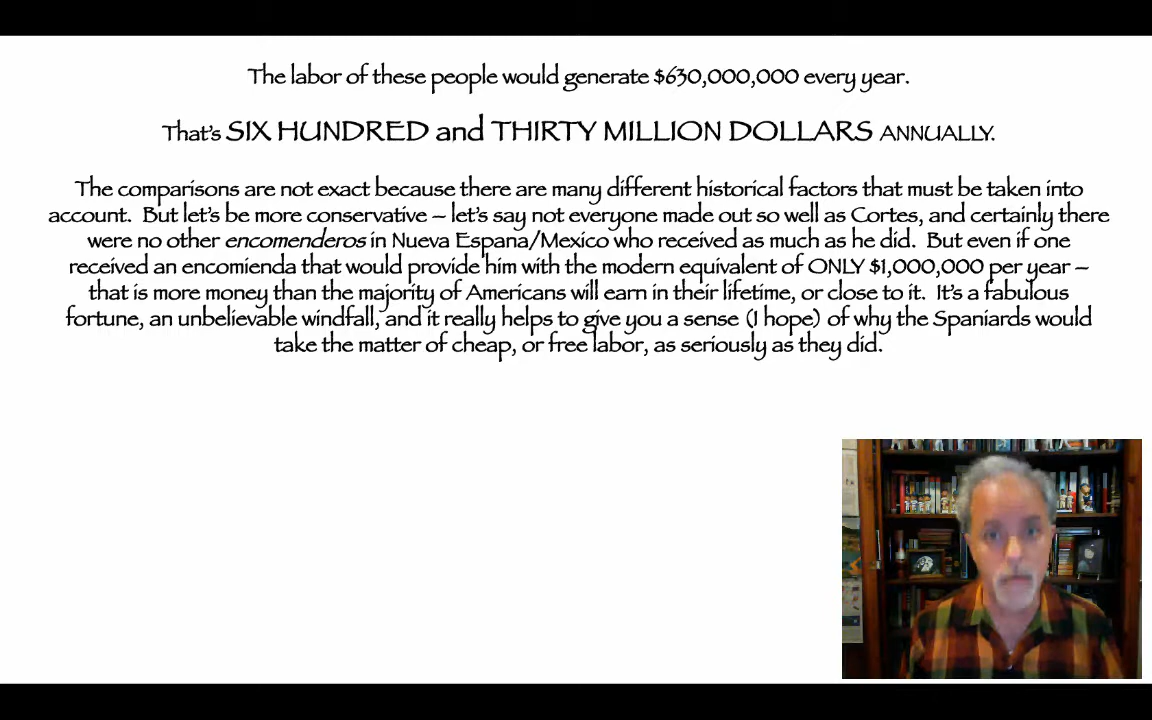 The labor of these people would generate $630,000,000 every year.
That's SIX HUNDRED and THIRTY MILLION DOLLARS ANNUALLY.
The comparisons are not exact because there are many different historical factors that must be taken into
account.  But let's be more conservative – let's say not everyone made out so well as Cortes, and certainly there
were no other encomenderos in Nueva Espana/Mexico who received as much as he did.  But even if one
received an encomienda that would provide him with the modern equivalent of ONLY $1,000,000 per year –
that is more money than the majority of Americans will earn in their lifetime, or close to it.  It's a fabulous
fortune, an unbelievable windfall, and it really helps to give you a sense (I hope) of why the Spaniards would
take the matter of cheap, or free labor, as seriously as they did.